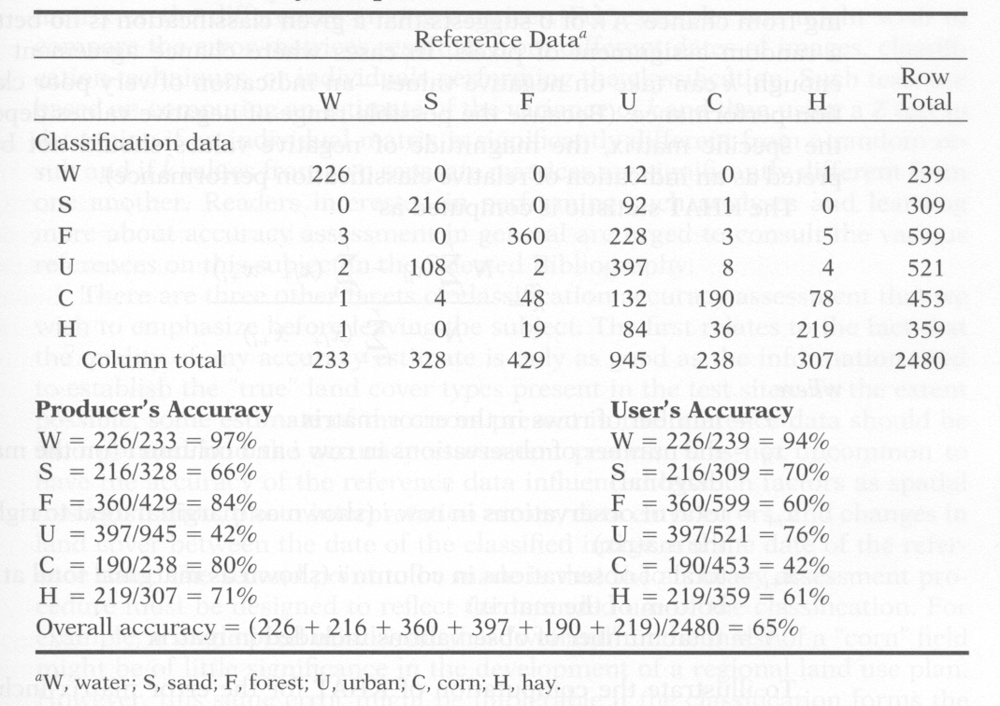 Reference Dataᵃ
Row
W S F U C H Total
Classification data
W 226 0 0 12 0 1 239
S 0 216 0 92 1 0 309
F 3 0 360 228 3 5 599
U 2 108 2 397 8 4 521
C 1 4 48 132 190 78 453
H 1 0 19 84 36 219 359
Column total 233 328 429 945 238 307 2480
Producer's Accuracy User's Accuracy
W = 226/233 = 97% W = 226/239 = 94%
S = 216/328 = 66% S = 216/309 = 70%
F = 360/429 = 84% F = 360/599 = 60%
U = 397/945 = 42% U = 397/521 = 76%
C = 190/238 = 80% C = 190/453 = 42%
H = 219/307 = 71% H = 219/359 = 61%
Overall accuracy = (226 + 216 + 360 + 397 + 190 + 219)/2480 = 65%
ᵃW, water; S, sand; F, forest; U, urban; C, corn; H, hay.